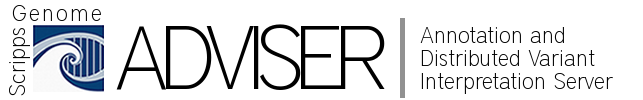 Scripps
Genome
ADVISER
Annotation and
Distributed Variant
Interpretation Server